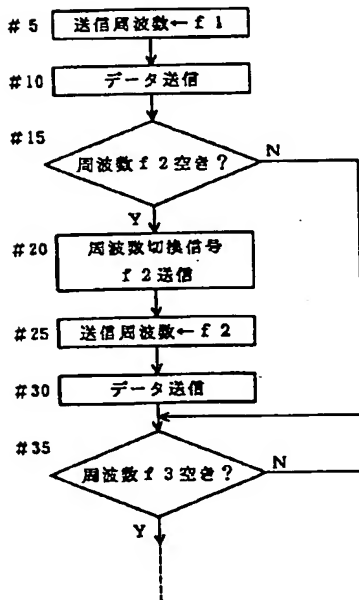 #5 送信周波数←f1
#10 データ送信
#15
周波数f2空き？ N
Y
#20 周波数切換信号
f2送信
#25 送信周波数←f2
#30 データ送信
#35
周波数f3空き？ N
Y